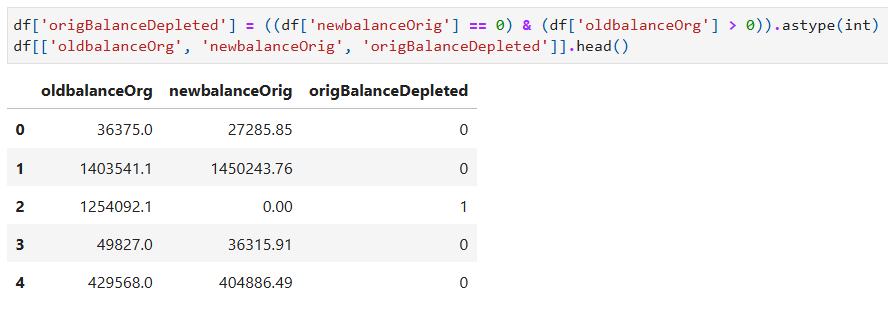 df['origBalanceDepleted'] = ((df['newbalanceOrig'] == 0) & (df['oldbalanceOrg'] > 0)).astype(int)
df[['oldbalanceOrg', 'newbalanceOrig', 'origBalanceDepleted']].head()
oldbalanceOrg newbalanceOrig origBalanceDepleted
0 36375.0 27285.85 0
1 1403541.1 1450243.76 0
2 1254092.1 0.00 1
3 49827.0 36315.91 0
4 429568.0 404886.49 0